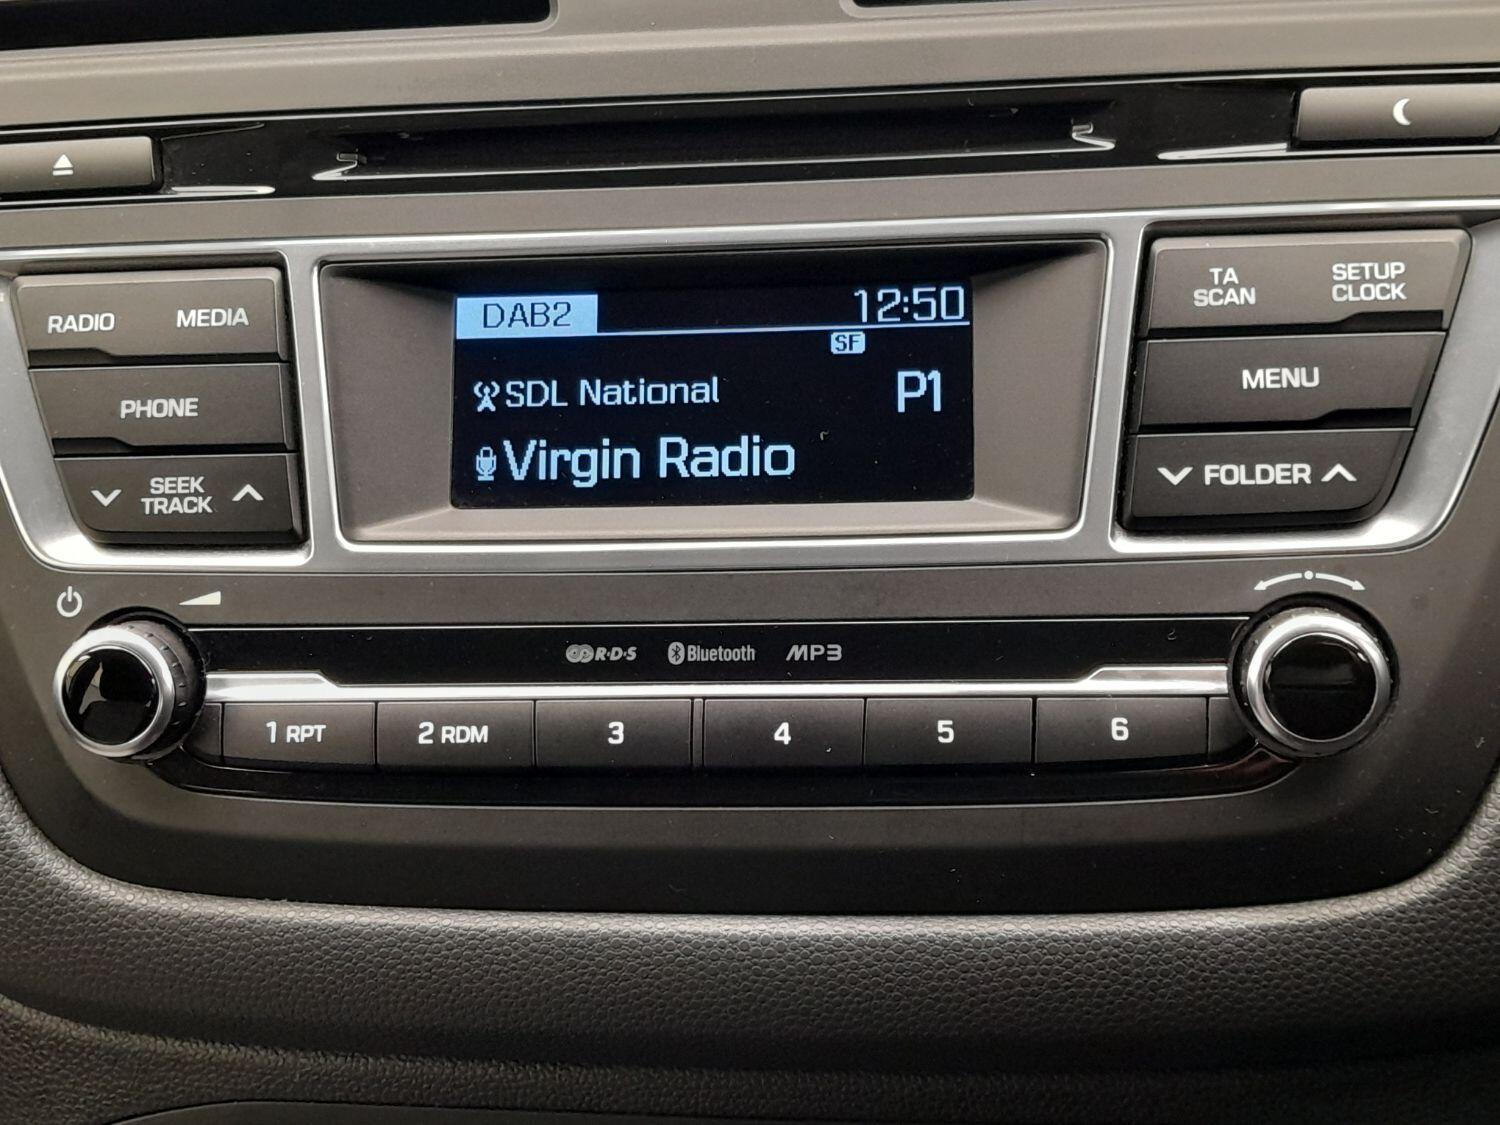 RADIO MEDIA
PHONE
SEEK
TRACK
DAB2 12:50
SF
SDL National P1
Virgin Radio
TA
SCAN
SETUP
CLOCK
MENU
FOLDER
R·D·S Bluetooth MP3
1 RPT 2 RDM 3 4 5 6